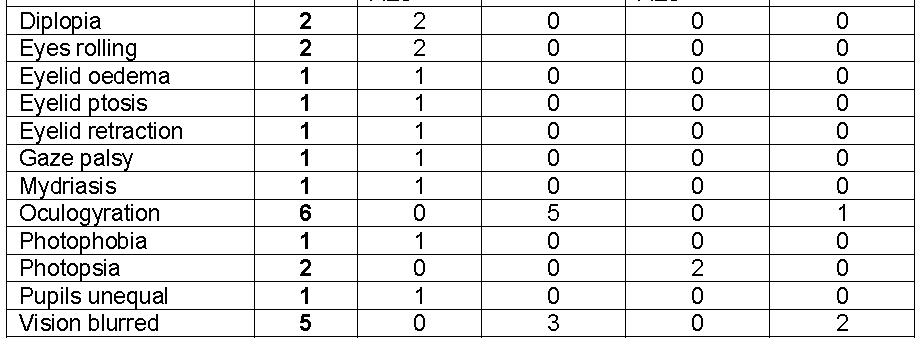 Diplopia 2 2 0 0 0
Eyes rolling 2 2 0 0 0
Eyelid oedema 1 1 0 0 0
Eyelid ptosis 1 1 0 0 0
Eyelid retraction 1 1 0 0 0
Gaze palsy 1 1 0 0 0
Mydriasis 1 1 0 0 0
Oculogyration 6 0 5 0 1
Photophobia 1 1 0 0 0
Photopsia 2 0 0 2 0
Pupils unequal 1 1 0 0 0
Vision blurred 5 0 3 0 2